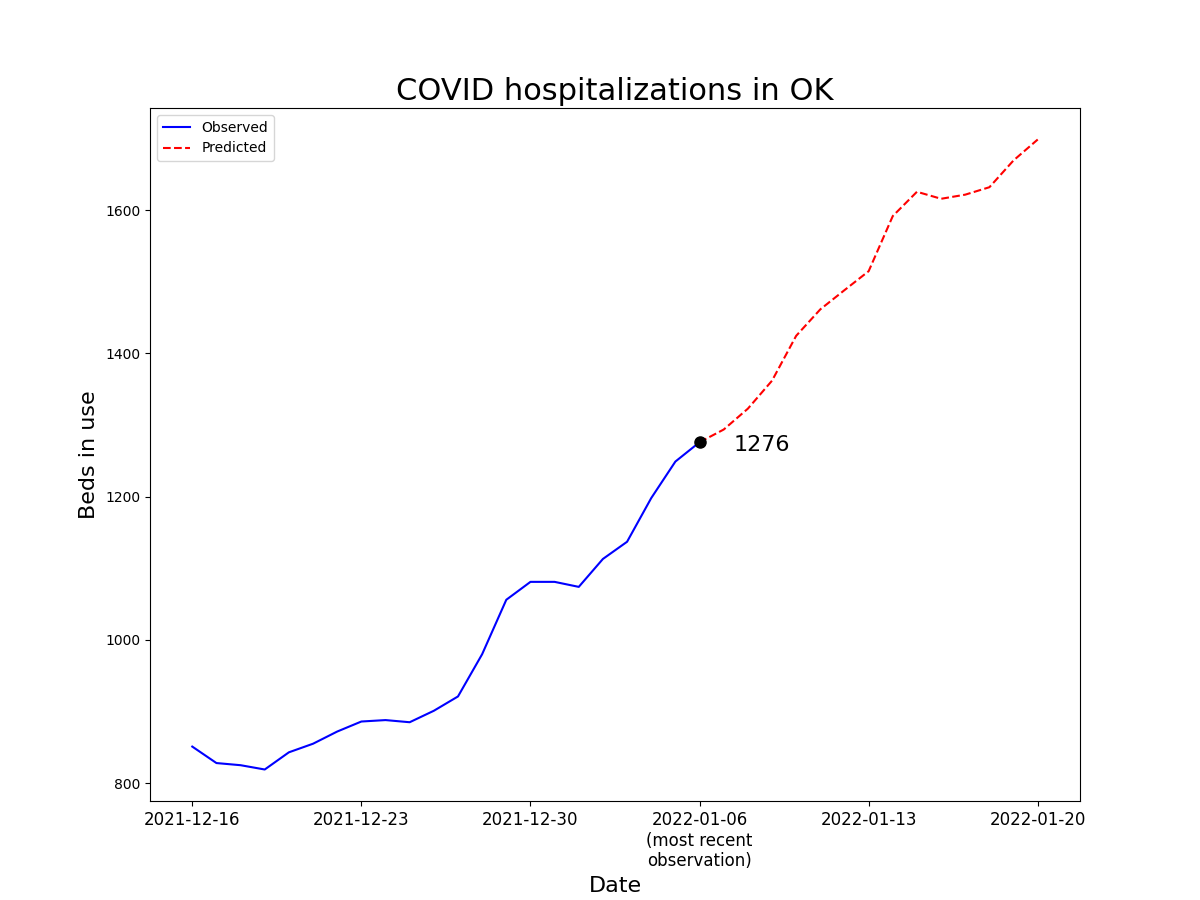 COVID hospitalizations in OK
Observed
Predicted
1600
1400
1200
1000
800
Beds in use
1276
2021-12-16 2021-12-23 2021-12-30 2022-01-06 2022-01-13 2022-01-20
(most recent
observation)
Date